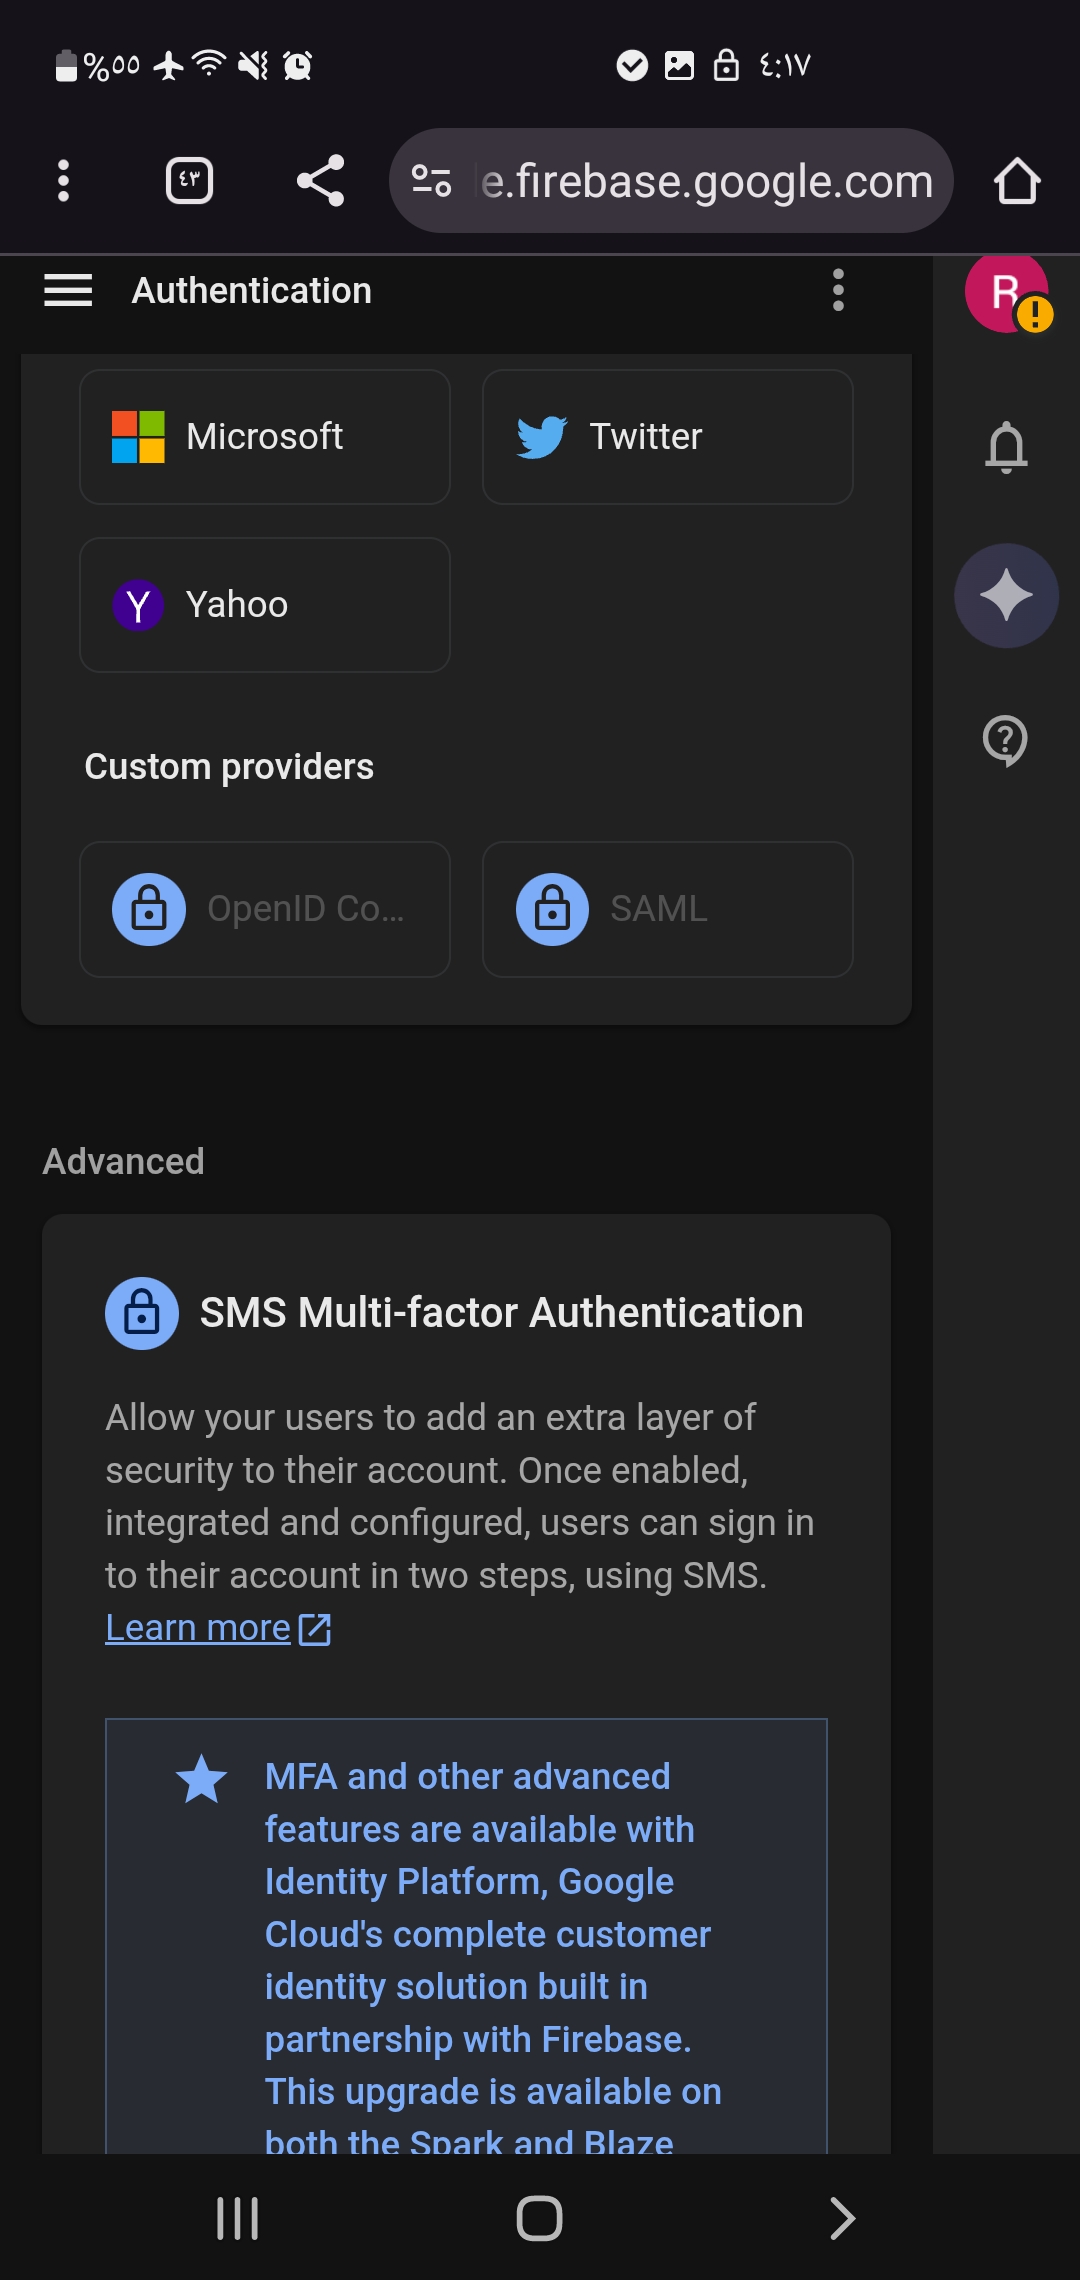 %٥٥
٤:١٧
٤٣
e.firebase.google.com
Authentication
R
Microsoft
Twitter
Yahoo
Custom providers
OpenID Co...
SAML
Advanced
SMS Multi-factor Authentication
Allow your users to add an extra layer of
security to their account. Once enabled,
integrated and configured, users can sign in
to their account in two steps, using SMS.
Learn more
MFA and other advanced
features are available with
Identity Platform, Google
Cloud's complete customer
identity solution built in
partnership with Firebase.
This upgrade is available on
both the Spark and Blaze